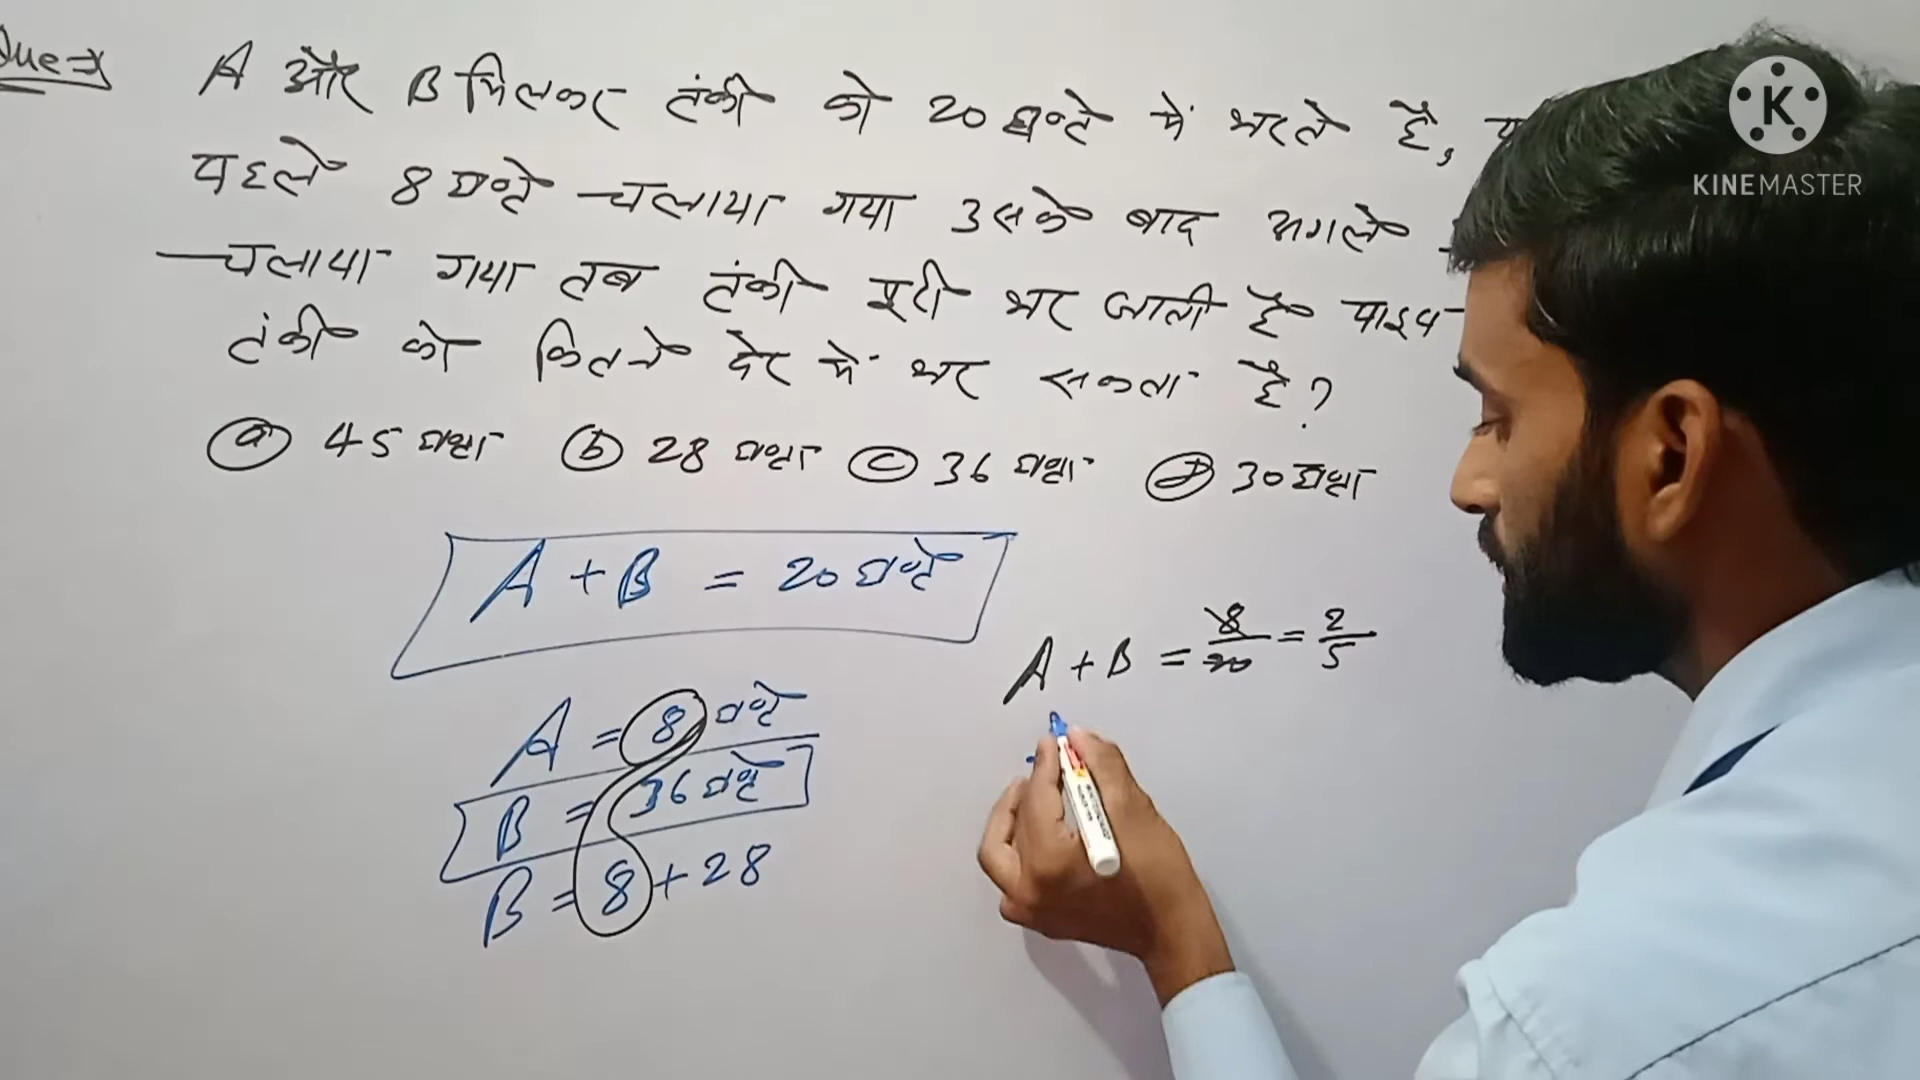 Que⇒ A और B मिलकर टंकी को 20 घण्टे में भरते है,
पहले 8 घण्टे चलाया गया उसके बाद अगले
चलाया गया तब टंकी पूरी भर जाती है पाइप
टंकी को कितने देर में भर सकता है?
(a) 45 घण्टा (b) 28 घण्टा (c) 36 घण्टा (d) 30 घण्टा
A + B = 20 घण्टे
A + B = 8/20 = 2/5
A = 8 घण्टे
B = 36 घण्टे
B = 8 + 28
K
KINEMASTER